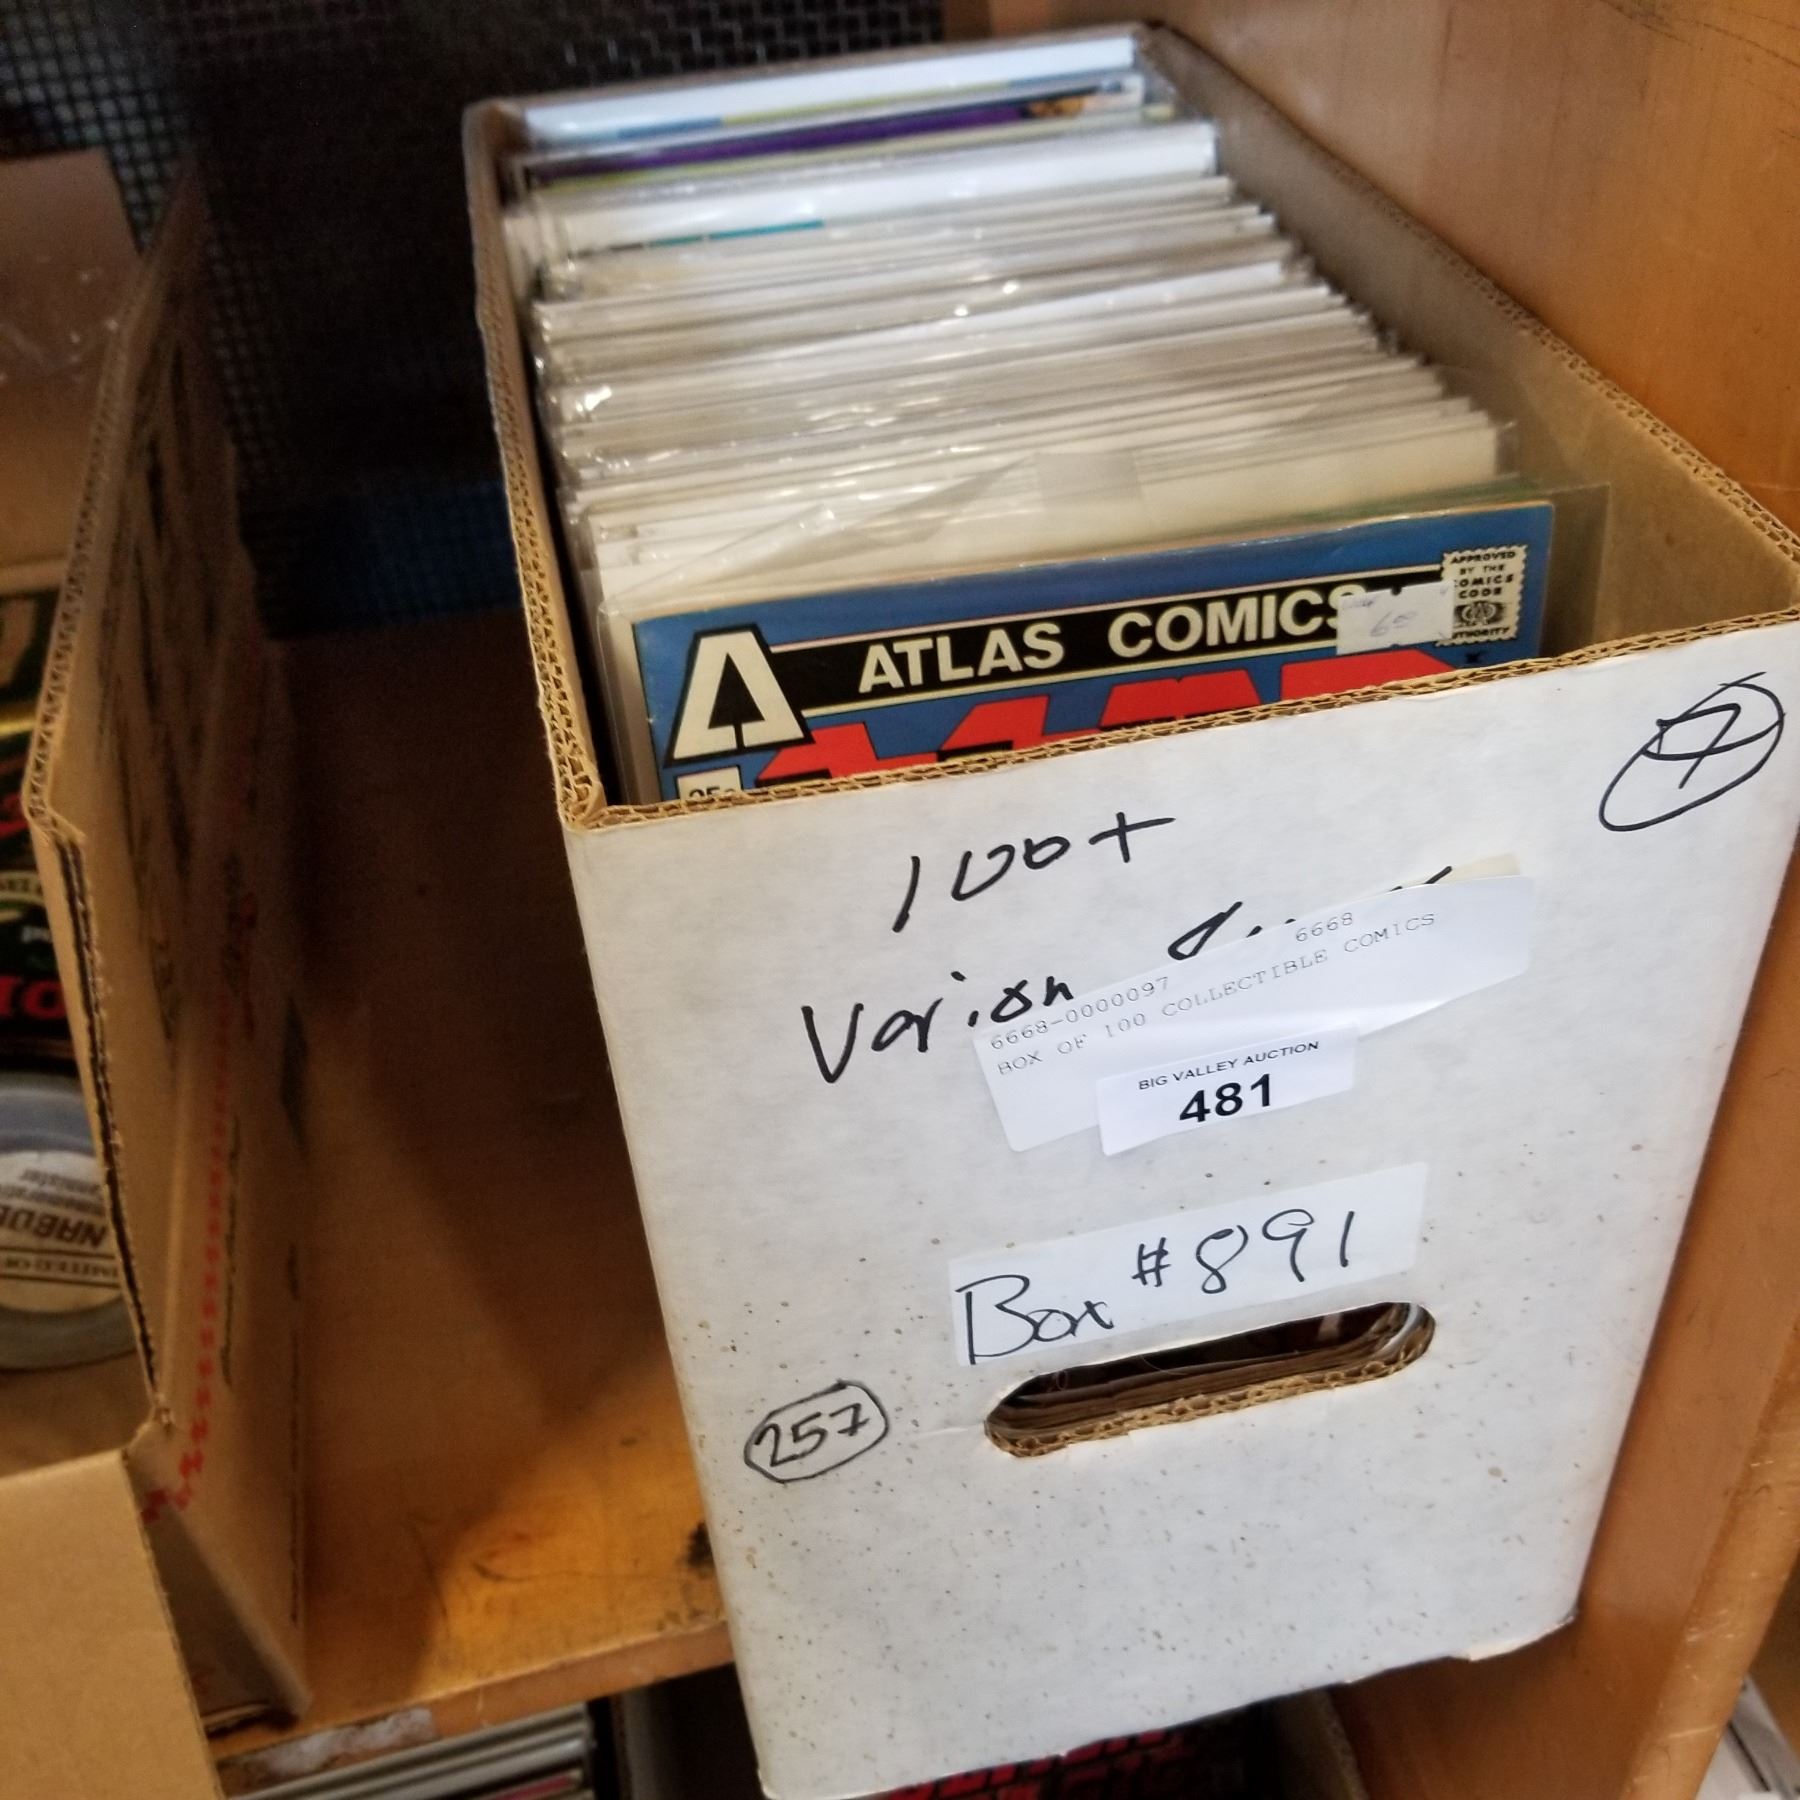 ATLAS COMICS
APPROVED
BY THE
COMICS
CODE
AUTHORITY
100+
6668
6668-0000097
BOX OF 100 COLLECTIBLE COMICS
BIG VALLEY AUCTION
481
Box #891
257